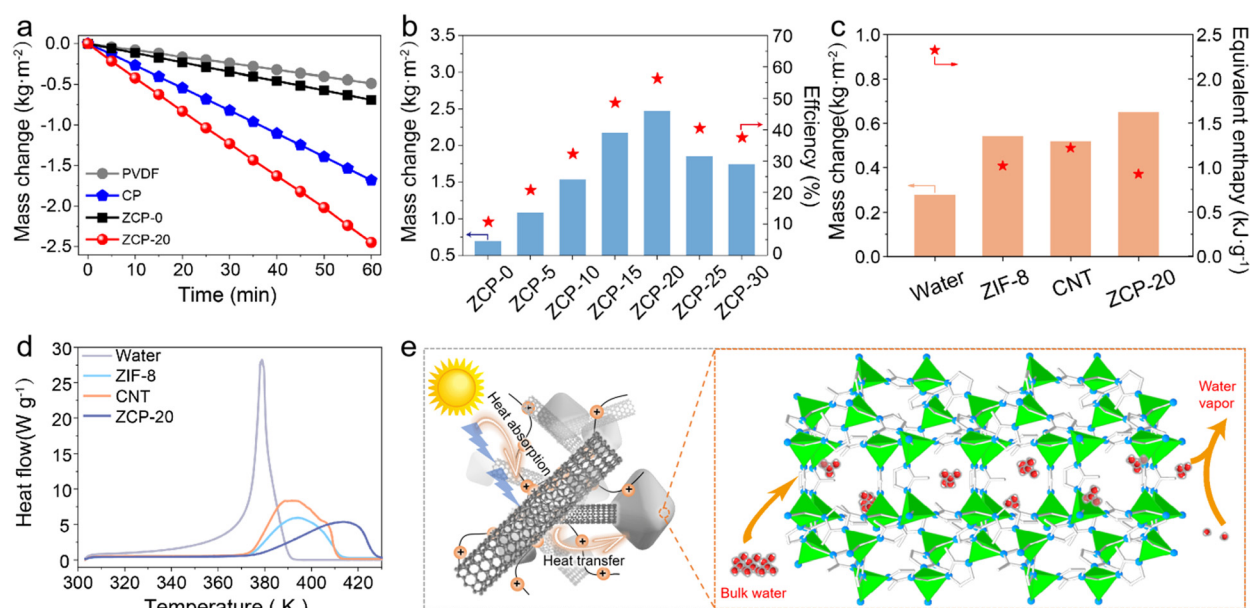 a
Mass change (kg·m⁻²)
0.0
-0.5
-1.0
-1.5
-2.0
-2.5
PVDF
CP
ZCP-0
ZCP-20
0 10 20 30 40 50 60
Time (min)
b
Mass change (kg·m⁻²)
3.5
3.0
2.5
2.0
1.5
1.0
0.5
70
60
50
40
30
20
10
0
Effciency (%)
ZCP-0 ZCP-5 ZCP-10 ZCP-15 ZCP-20 ZCP-25 ZCP-30
c
Mass change(kg·m⁻²)
1.0
0.8
0.6
0.4
0.2
0.0
2.5
2.0
1.5
1.0
0.5
0.0
Equivalent enthapy (kJ·g⁻¹)
Water ZIF-8 CNT ZCP-20
d
Heat flow(W g⁻¹)
30
25
20
15
10
5
0
Water
ZIF-8
CNT
ZCP-20
300 320 340 360 380 400 420
Temperature ( K )
e
Heat absorption
Heat transfer
Water
vapor
Bulk water